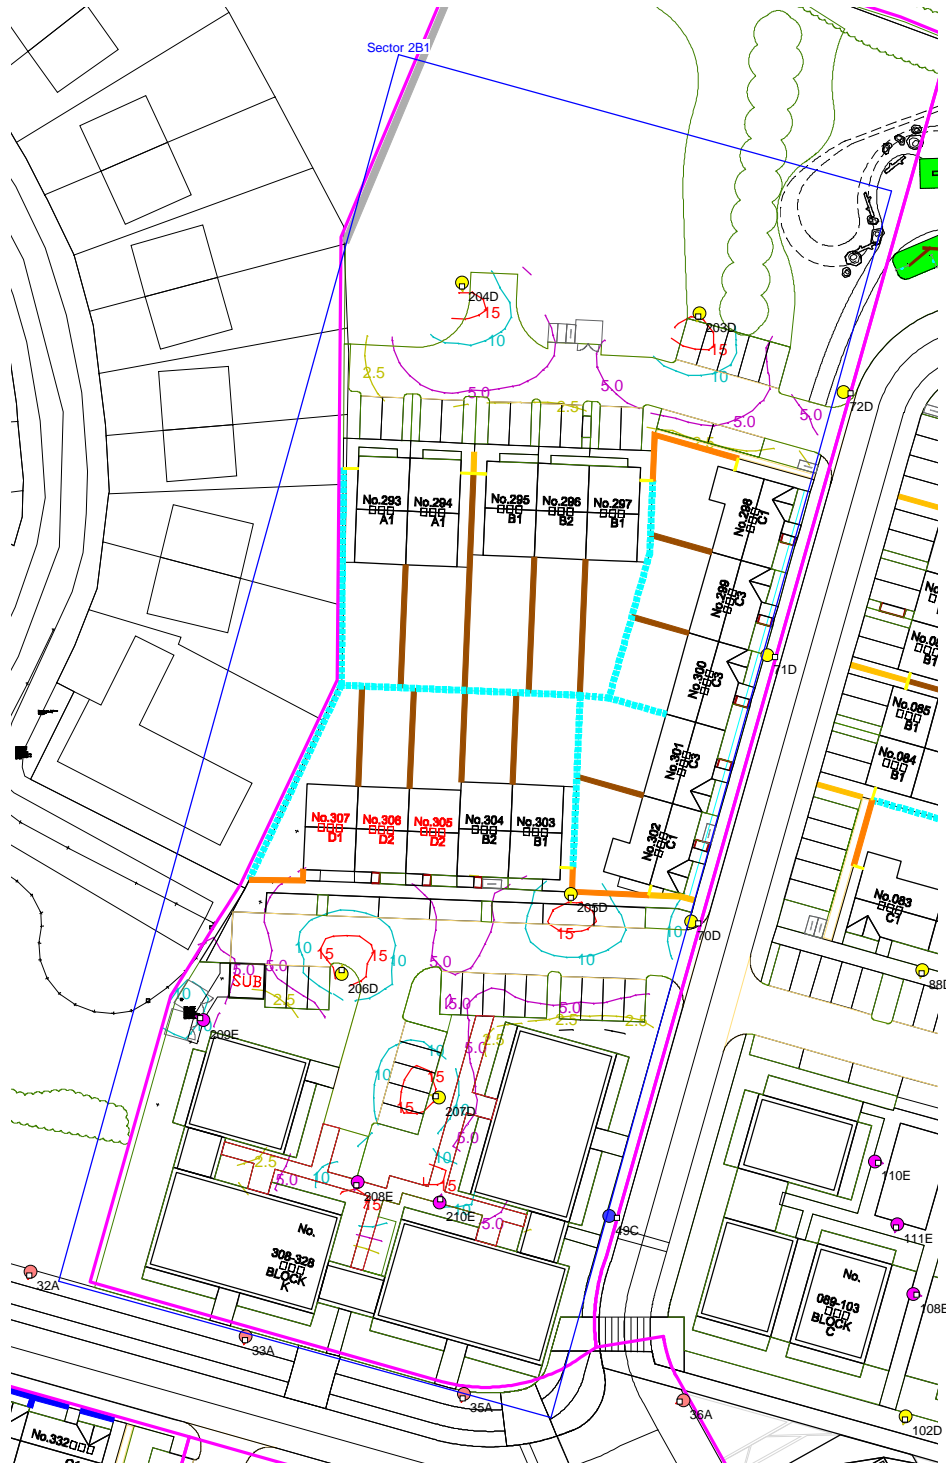 Sector 2B1
204D
15
10
203D
15
10
2.5
5.0
5.0
2.5
5.0
5.0
72D
No.293
A1
No.294
A1
No.295
B1
No.296
B2
No.297
B1
No.298
C1
No.299
C3
No.300
C3
71D
No.301
C3
No.302
C1
No.085
B1
No.084
B1
No.083
C1
No.307
D1
No.306
D2
No.305
D2
No.304
B2
No.303
B1
205D
15
10
70D
10
10
15
15
10
5.0
5.0
5.0
SUB
2.5
206D
5.0
5.0
2.5
2.5
88D
209E
10
5.0
2.5
10
10
15
15
207D
5.0
10
2.5
5.0
10
208E
15
15
210E
10
5.0
110E
111E
49C
No.
308-328
BLOCK
K
No.
089-103
BLOCK
C
108E
32A
33A
35A
36A
102D
No.332